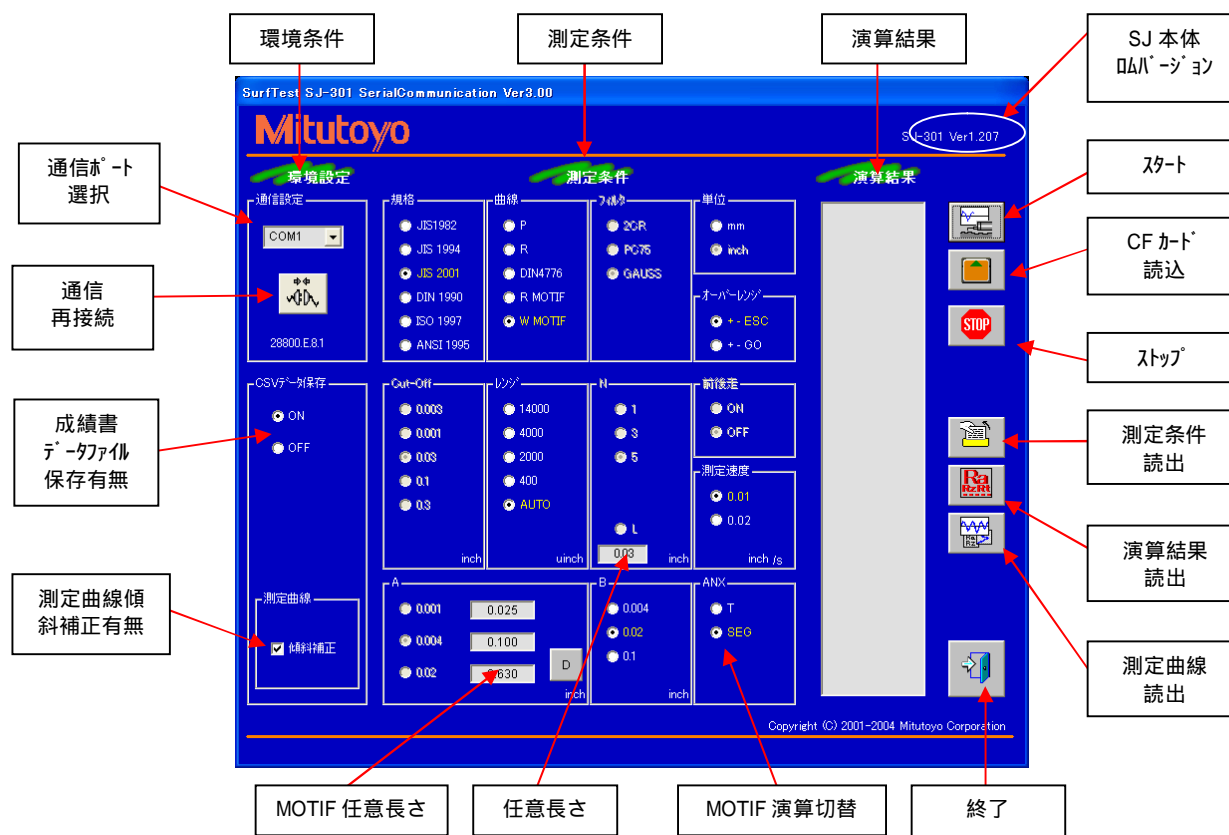 環境条件
測定条件
演算結果
SJ 本体
ﾛﾑﾊﾞｰｼﾞｮﾝ
SurfTest SJ-301 SerialCommunication Ver3.00
Mitutoyo
SJ-301 Ver1.207
通信ﾎﾟｰﾄ
選択
通信
再接続
成績書
ﾃﾞｰﾀﾌｧｲﾙ
保存有無
測定曲線傾
斜補正有無
環境設定
測定条件
演算結果
通信設定
COM1
28800.E.8.1
規格
JIS1982
JIS 1994
JIS 2001
DIN 1990
ISO 1997
ANSI 1995
曲線
P
R
DIN4776
R MOTIF
W MOTIF
ﾌｨﾙﾀ
2CR
PC75
GAUSS
単位
mm
inch
オーバーレンジ
+ - ESC
+ - GO
CSVﾃﾞｰﾀ保存
ON
OFF
Cut-Off
0.003
0.001
0.03
0.1
0.3
inch
ﾚﾝｼﾞ
14000
4000
2000
400
AUTO
uinch
N
1
3
5
L
0.03
inch
前後走
ON
OFF
測定速度
0.01
0.02
inch /s
測定曲線
傾斜補正
A
0.001
0.025
0.004
0.100
0.02
0.630
D
inch
B
0.004
0.02
0.1
inch
ANX
T
SEG
Copyright (C) 2001-2004 Mitutoyo Corporation
STOP
Ra
RzRt
Ra
Rz
ｽﾀｰﾄ
CF ｶｰﾄﾞ
読込
ｽﾄｯﾌﾟ
測定条件
読出
演算結果
読出
測定曲線
読出
MOTIF 任意長さ
任意長さ
MOTIF 演算切替
終了